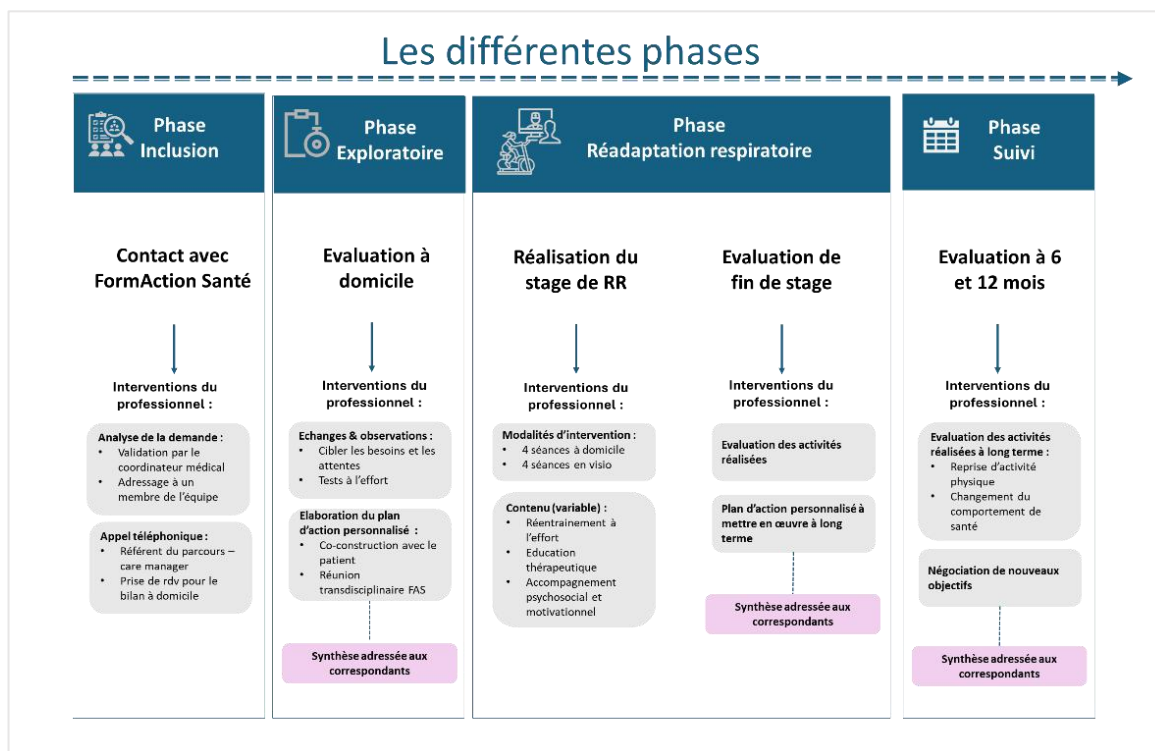 Les différentes phases
Phase
Inclusion
Contact avec
FormAction Santé
Interventions du
professionnel :
Analyse de la demande :
• Validation par le
coordinateur médical
• Adressage à un
membre de l'équipe
Appel téléphonique :
• Référent du parcours –
care manager
• Prise de rdv pour le
bilan à domicile
Phase
Exploratoire
Evaluation à
domicile
Interventions du
professionnel :
Echanges & observations :
• Cibler les besoins et les
attentes
• Tests à l'effort
Elaboration du plan
d'action personnalisé :
• Co-construction avec le
patient
• Réunion
transdisciplinaire FAS
Synthèse adressée aux
correspondants
Phase
Réadaptation respiratoire
Réalisation du
stage de RR
Interventions du
professionnel :
Modalités d'intervention :
• 4 séances à domicile
• 4 séances en visio
Contenu (variable) :
• Réentrainement à
l'effort
• Education
thérapeutique
• Accompagnement
psychosocial et
motivationnel
Evaluation de
fin de stage
Interventions du
professionnel :
Evaluation des activités
réalisées
Plan d'action personnalisé à
mettre en œuvre à long
terme
Synthèse adressée aux
correspondants
Phase
Suivi
Evaluation à 6
et 12 mois
Interventions du
professionnel :
Evaluation des activités
réalisées à long terme :
• Reprise d'activité
physique
• Changement du
comportement de
santé
Négociation de nouveaux
objectifs
Synthèse adressée aux
correspondants